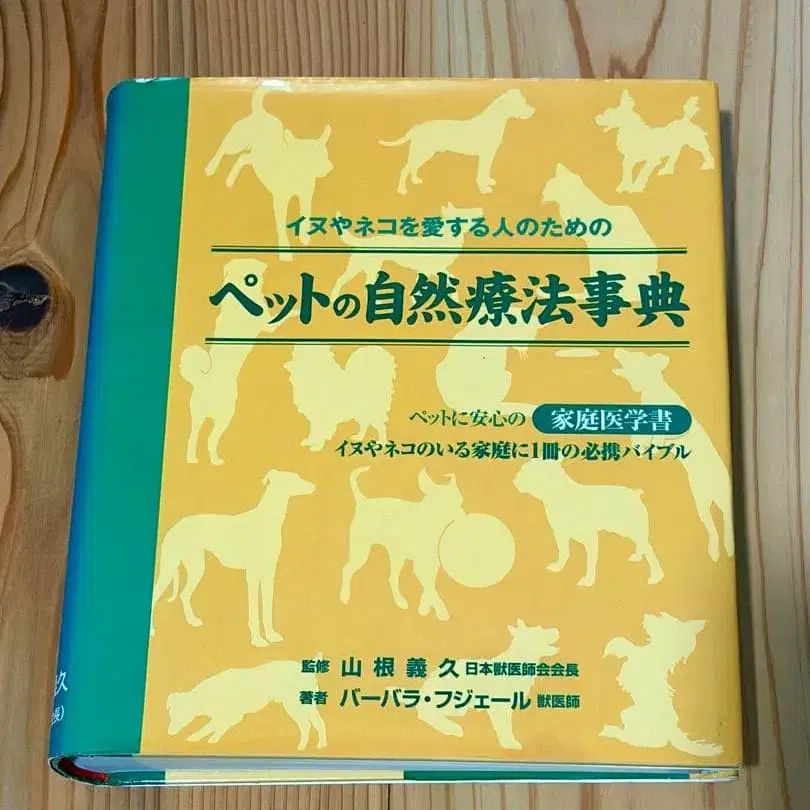 イヌやネコを愛する人のための
ペットの自然療法事典
ペットに安心の 家庭医学書
イヌやネコのいる家庭に1冊の必携バイブル
監修 山根義久 日本獣医師会会長
著者 バーバラ・フジェール 獣医師
久
長)